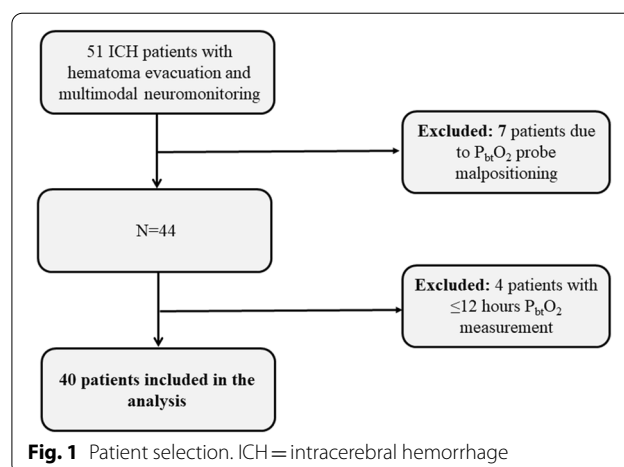 51 ICH patients with
hematoma evacuation and
multimodal neuromonitoring
Excluded: 7 patients due
to PbtO2 probe
malpositioning
N=44
Excluded: 4 patients with
≤12 hours PbtO2
measurement
40 patients included in the
analysis
Fig. 1 Patient selection. ICH = intracerebral hemorrhage